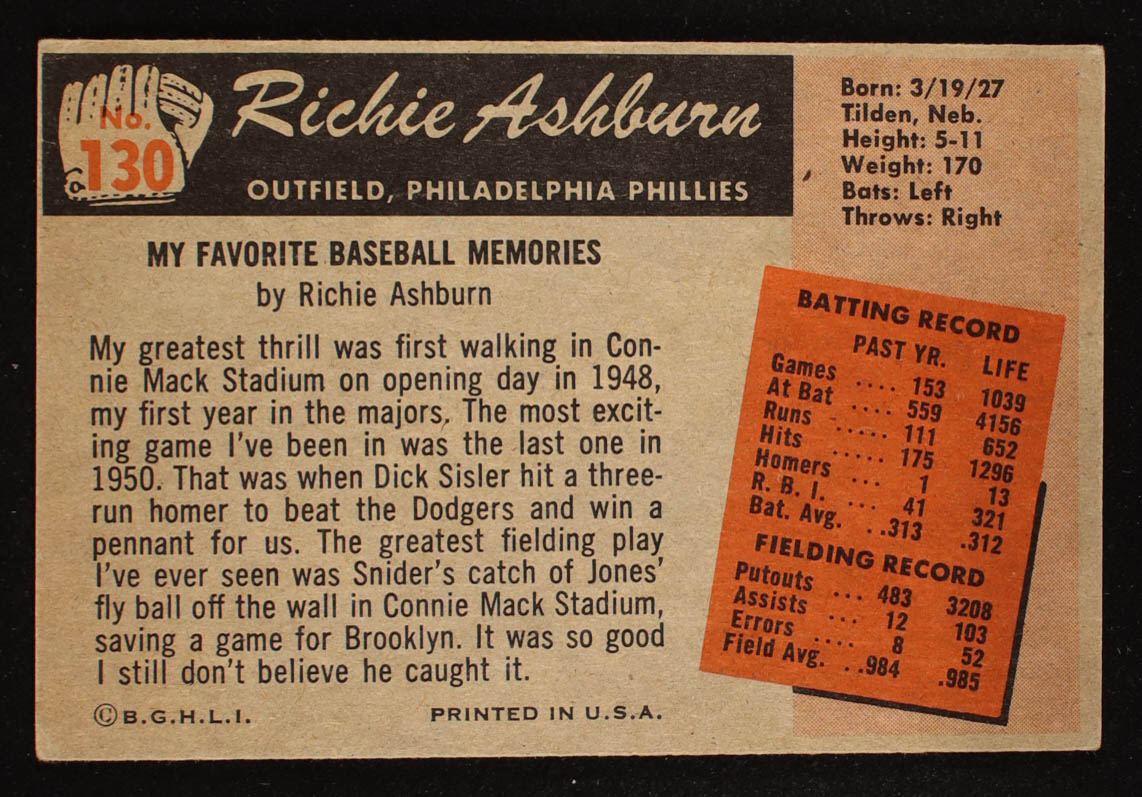 No.
130
Richie Ashburn
OUTFIELD, PHILADELPHIA PHILLIES
Born: 3/19/27
Tilden, Neb.
Height: 5-11
Weight: 170
Bats: Left
Throws: Right
MY FAVORITE BASEBALL MEMORIES
by Richie Ashburn
My greatest thrill was first walking in Con-
nie Mack Stadium on opening day in 1948,
my first year in the majors. The most excit-
ing game I've been in was the last one in
1950. That was when Dick Sisler hit a three-
run homer to beat the Dodgers and win a
pennant for us. The greatest fielding play
I've ever seen was Snider's catch of Jones'
fly ball off the wall in Connie Mack Stadium,
saving a game for Brooklyn. It was so good
I still don't believe he caught it.
©B.G.H.L.I. PRINTED IN U.S.A.
BATTING RECORD
PAST YR. LIFE
Games .... 153 1039
At Bat .... 559 4156
Runs ..... 111 652
Hits ..... 175 1296
Homers ... 1 13
R. B. I. ... 41 321
Bat. Avg. ..313 .312
FIELDING RECORD
Putouts ... 483 3208
Assists ... 12 103
Errors .... 8 52
Field Avg. ..984 .985